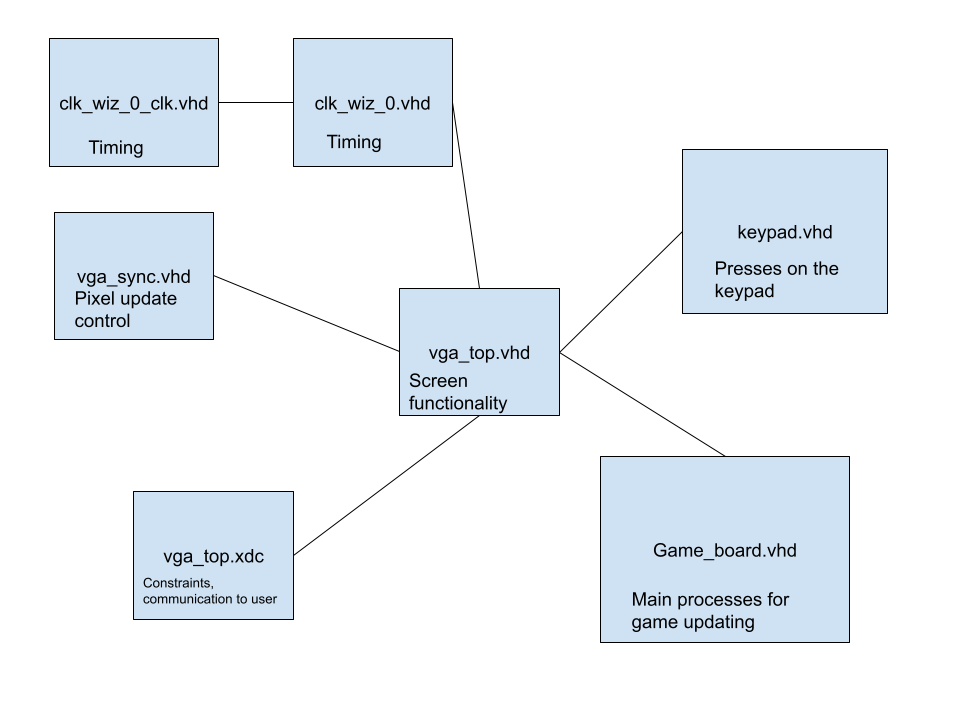 clk_wiz_0_clk.vhd
Timing
clk_wiz_0.vhd
Timing
keypad.vhd
Presses on the
keypad
vga_sync.vhd
Pixel update
control
vga_top.vhd
Screen
functionality
vga_top.xdc
Constraints,
communication to user
Game_board.vhd
Main processes for
game updating